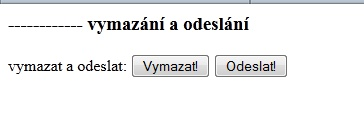 ------------ vymazání a odeslání
vymazat a odeslat: Vymazat! Odeslat!